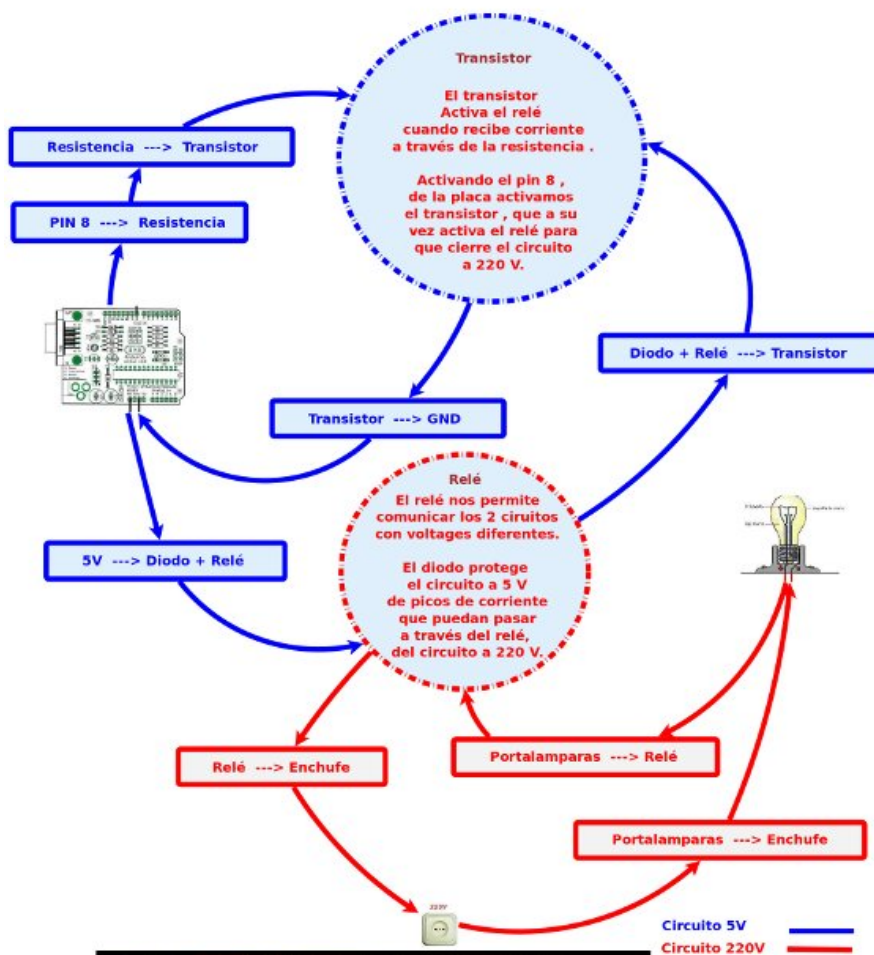 Transistor
El transistor
Activa el relé
cuando recibe corriente
a través de la resistencia .
Activando el pin 8 ,
de la placa activamos
el transistor , que a su
vez activa el relé para
que cierre el circuito
a 220 V.
Resistencia ---> Transistor
PIN 8 ---> Resistencia
Diodo + Relé ---> Transistor
Transistor ---> GND
Relé
El relé nos permite
comunicar los 2 ciruitos
con voltages diferentes.
El diodo protege
el circuito a 5 V
de picos de corriente
que puedan pasar
a través del relé,
del circuito a 220 V.
5V ---> Diodo + Relé
Relé ---> Enchufe
Portalamparas ---> Relé
Portalamparas ---> Enchufe
220V
Circuito 5V
Circuito 220V